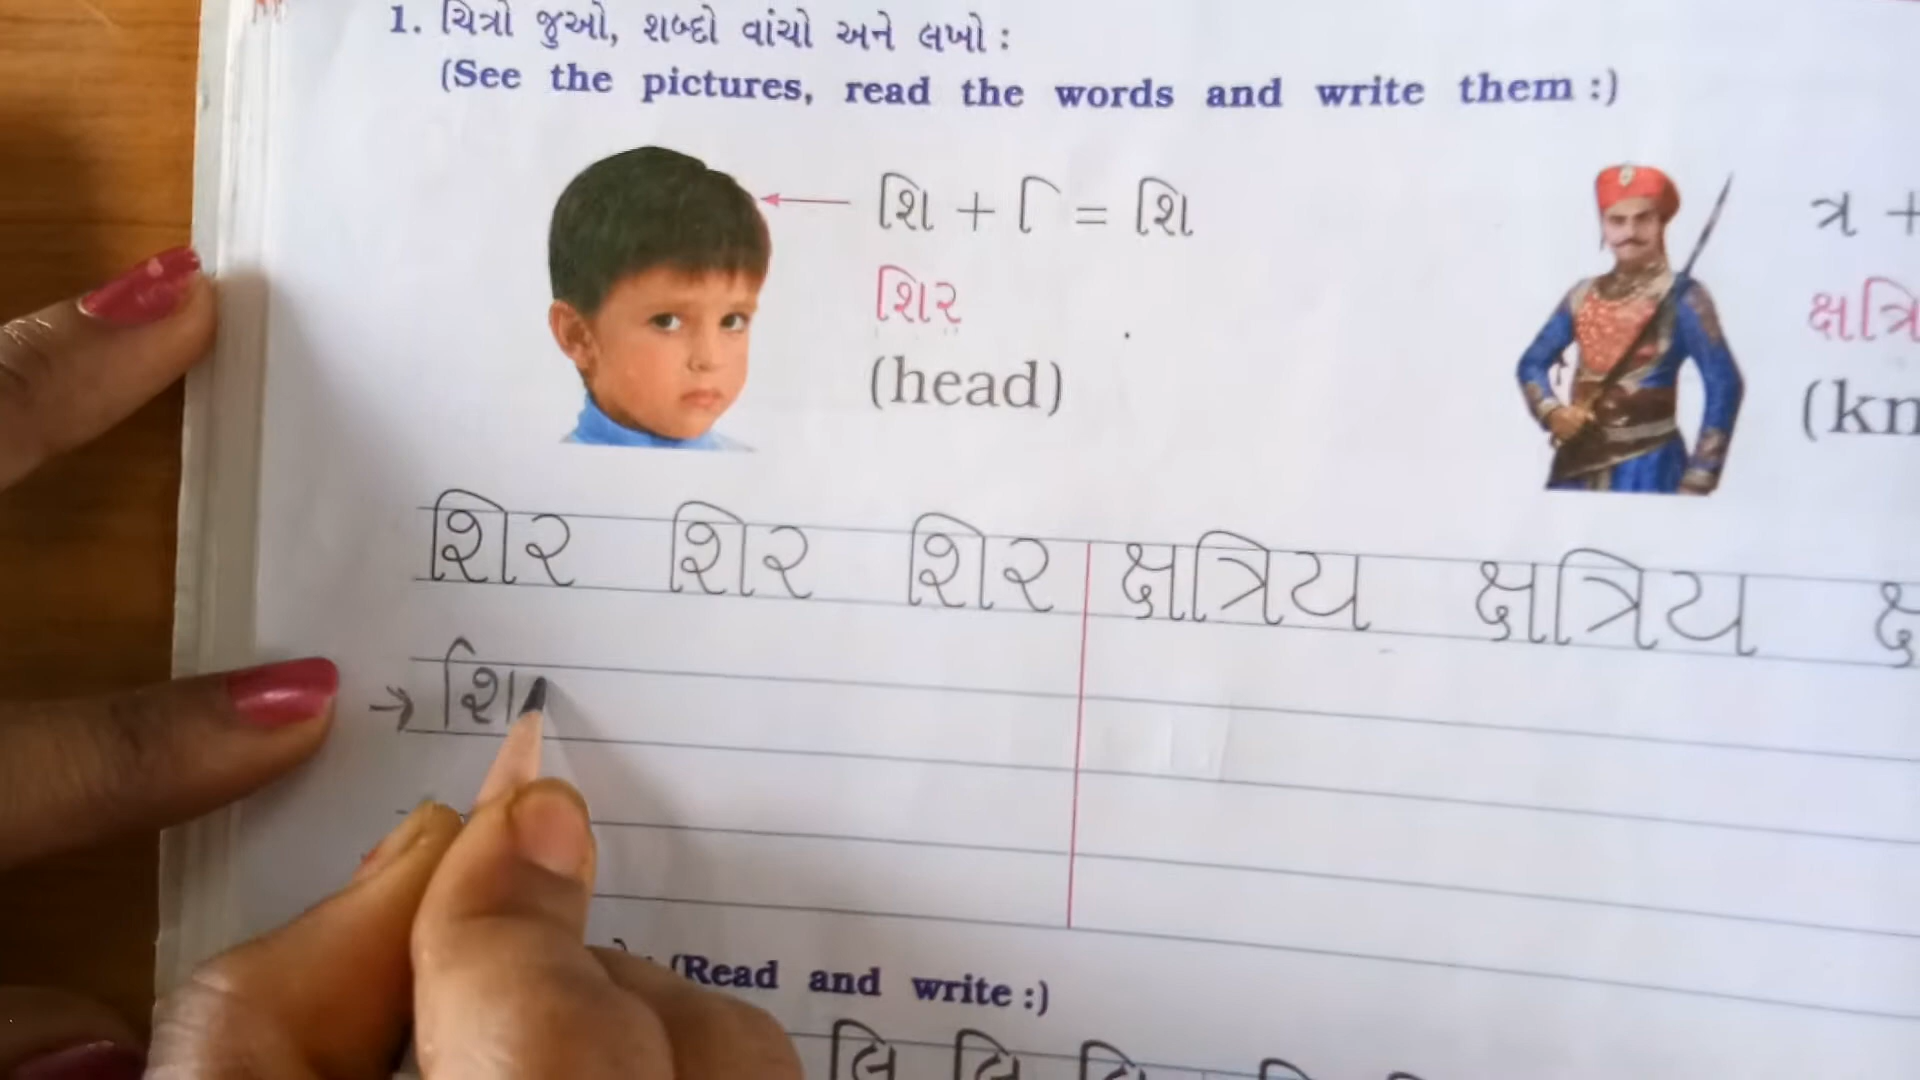 1. ચિત્રો જુઓ, શબ્દો વાંચો અને લખો :
(See the pictures, read the words and write them :)
શિ + િ = શિ
શિર
(head)
ત્ર +
ક્ષત્રિ
(kn
શિર શિર શિર ક્ષત્રિય ક્ષત્રિય ક્ષ
→ શિ
(Read and write :)